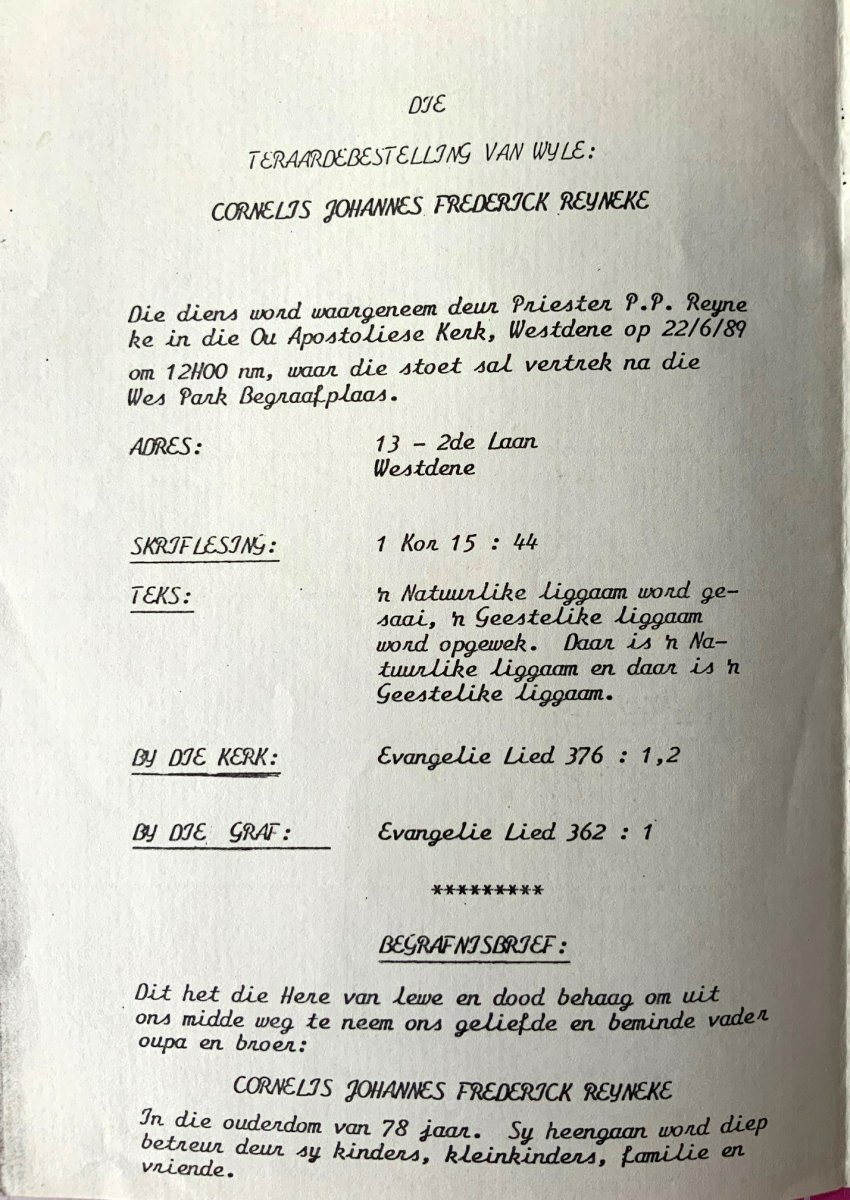 DIE
TERAARDEBESTELLING VAN WYLE:
CORNELIS JOHANNES FREDERICK REYNEKE
Die diens word waargeneem deur Priester P.P. Reyne
ke in die Ou Apostoliese Kerk, Westdene op 22/6/89
om 12H00 nm, waar die stoet sal vertrek na die
Wes Park Begraafplaas.
ADRES: 13 - 2de Laan
Westdene
SKRIFLESING: 1 Kor 15 : 44
TEKS: 'n Natuurlike liggaam word ge-
saai, 'n Geestelike liggaam
word opgewek. Daar is 'n Na-
tuurlike liggaam en daar is 'n
Geestelike liggaam.
BY DIE KERK: Evangelie Lied 376 : 1,2
BY DIE GRAF: Evangelie Lied 362 : 1
*********
BEGRAFNISBRIEF:
Dit het die Here van lewe en dood behaag om uit
ons midde weg te neem ons geliefde en beminde vader
oupa en broer:
CORNELIS JOHANNES FREDERICK REYNEKE
In die ouderdom van 78 jaar. Sy heengaan word diep
betreur deur sy kinders, kleinkinders, familie en
vriende.